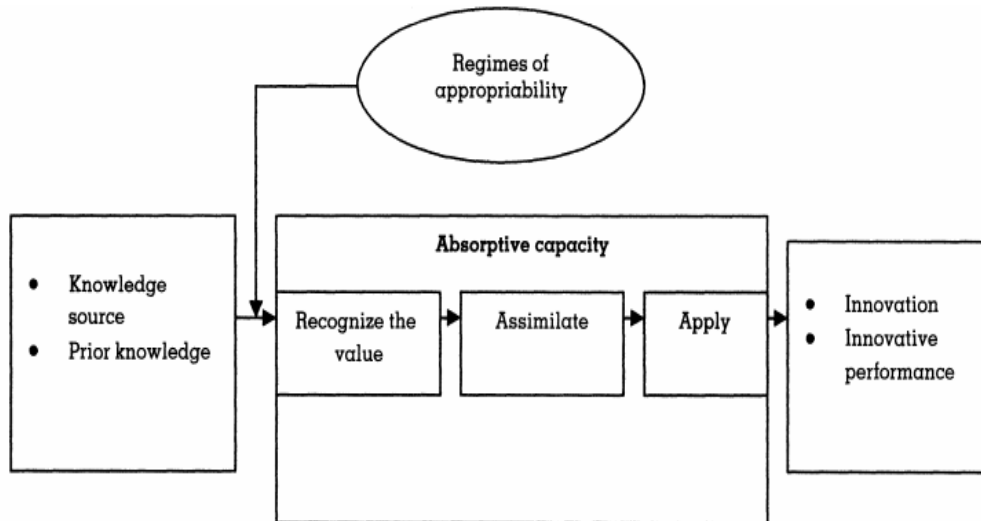 Regimes of
appropriability
Absorptive capacity
• Knowledge
source
• Prior knowledge
Recognize the
value
Assimilate
Apply
• Innovation
• Innovative
performance